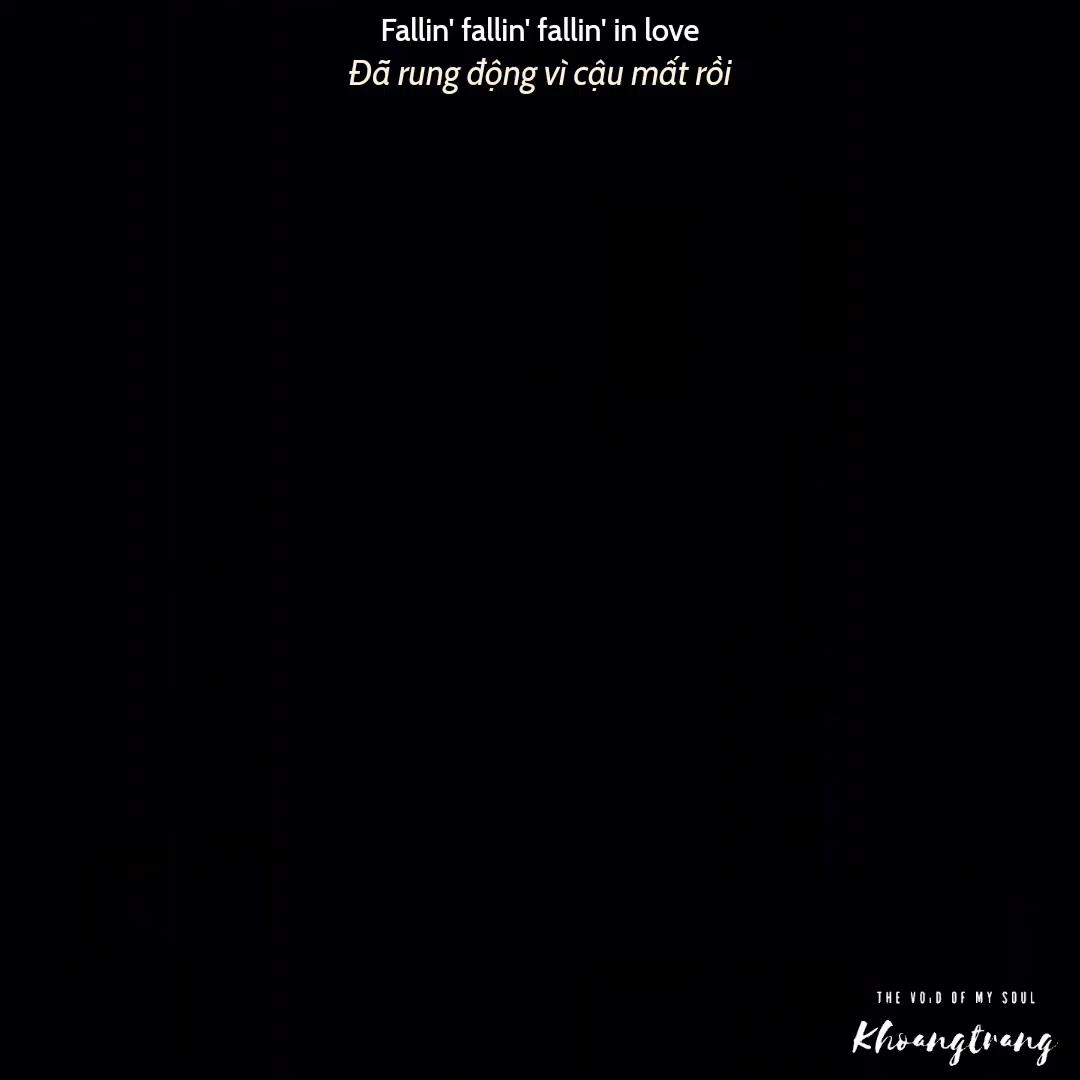 Fallin' fallin' fallin' in love
Đã rung động vì cậu mất rồi
THE VOiD OF MY SOUL
Khoangtrang